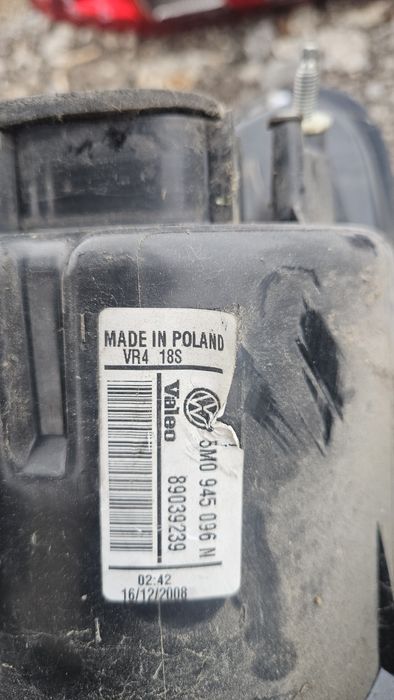 MADE IN POLAND
VR4 18S
Valeo
5M0 945 096 N
89039239
02:42
16/12/2008